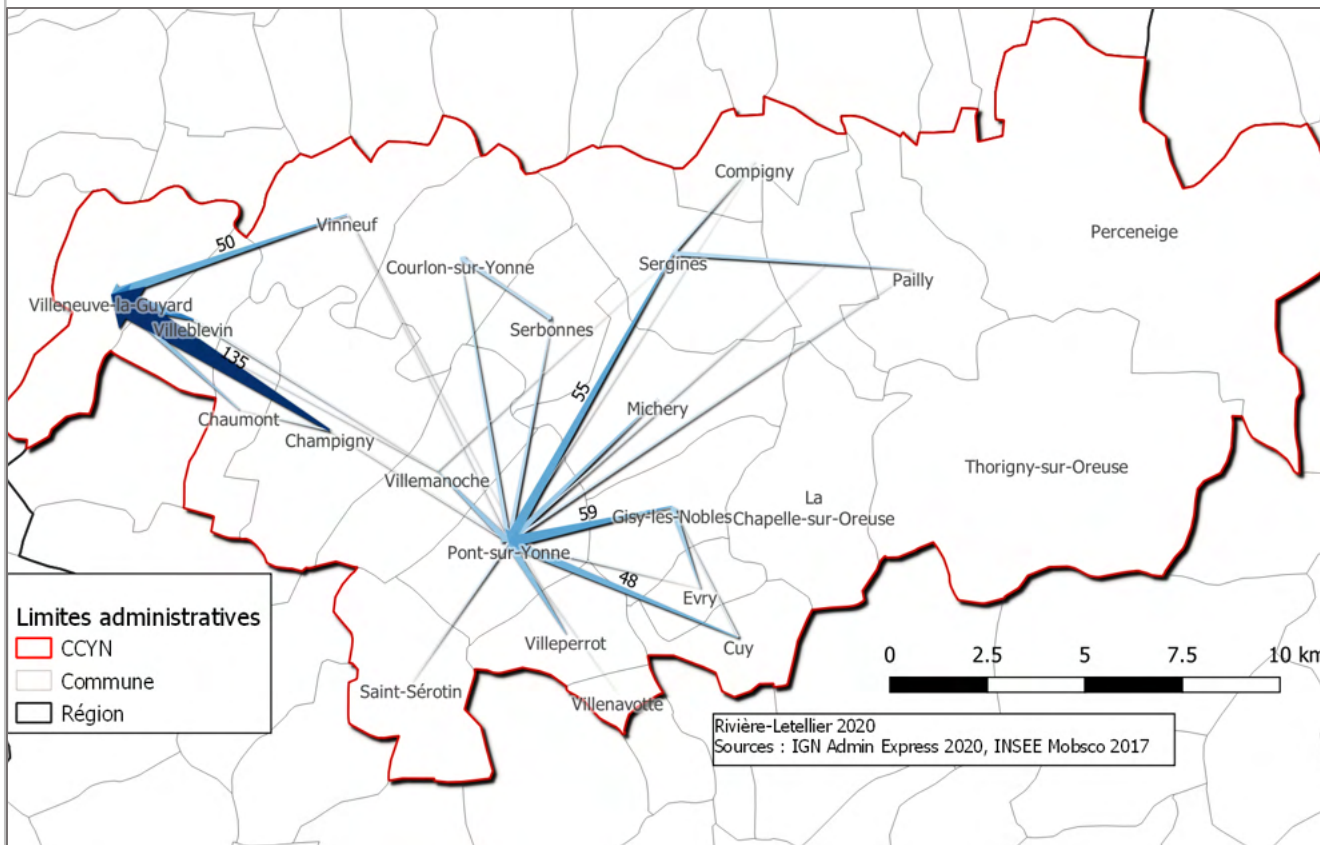 Compigny
Vinneuf
Perceneige
50
Courlon-sur-Yonne
Sergines
Pailly
Villeneuve-la-Guyard
Villeblevin
Serbonnes
135
55
Michery
Chaumont
Champigny
Villemanoche
Thorigny-sur-Oreuse
La
Chapelle-sur-Oreuse
59
Gisy-les-Nobles
Pont-sur-Yonne
48
Evry
Villeperrot
Cuy
Saint-Sérotin
Villenavotte
Limites administratives
CCYN
Commune
Région
0 2.5 5 7.5 10 km
Rivière-Letellier 2020
Sources : IGN Admin Express 2020, INSEE Mobsco 2017